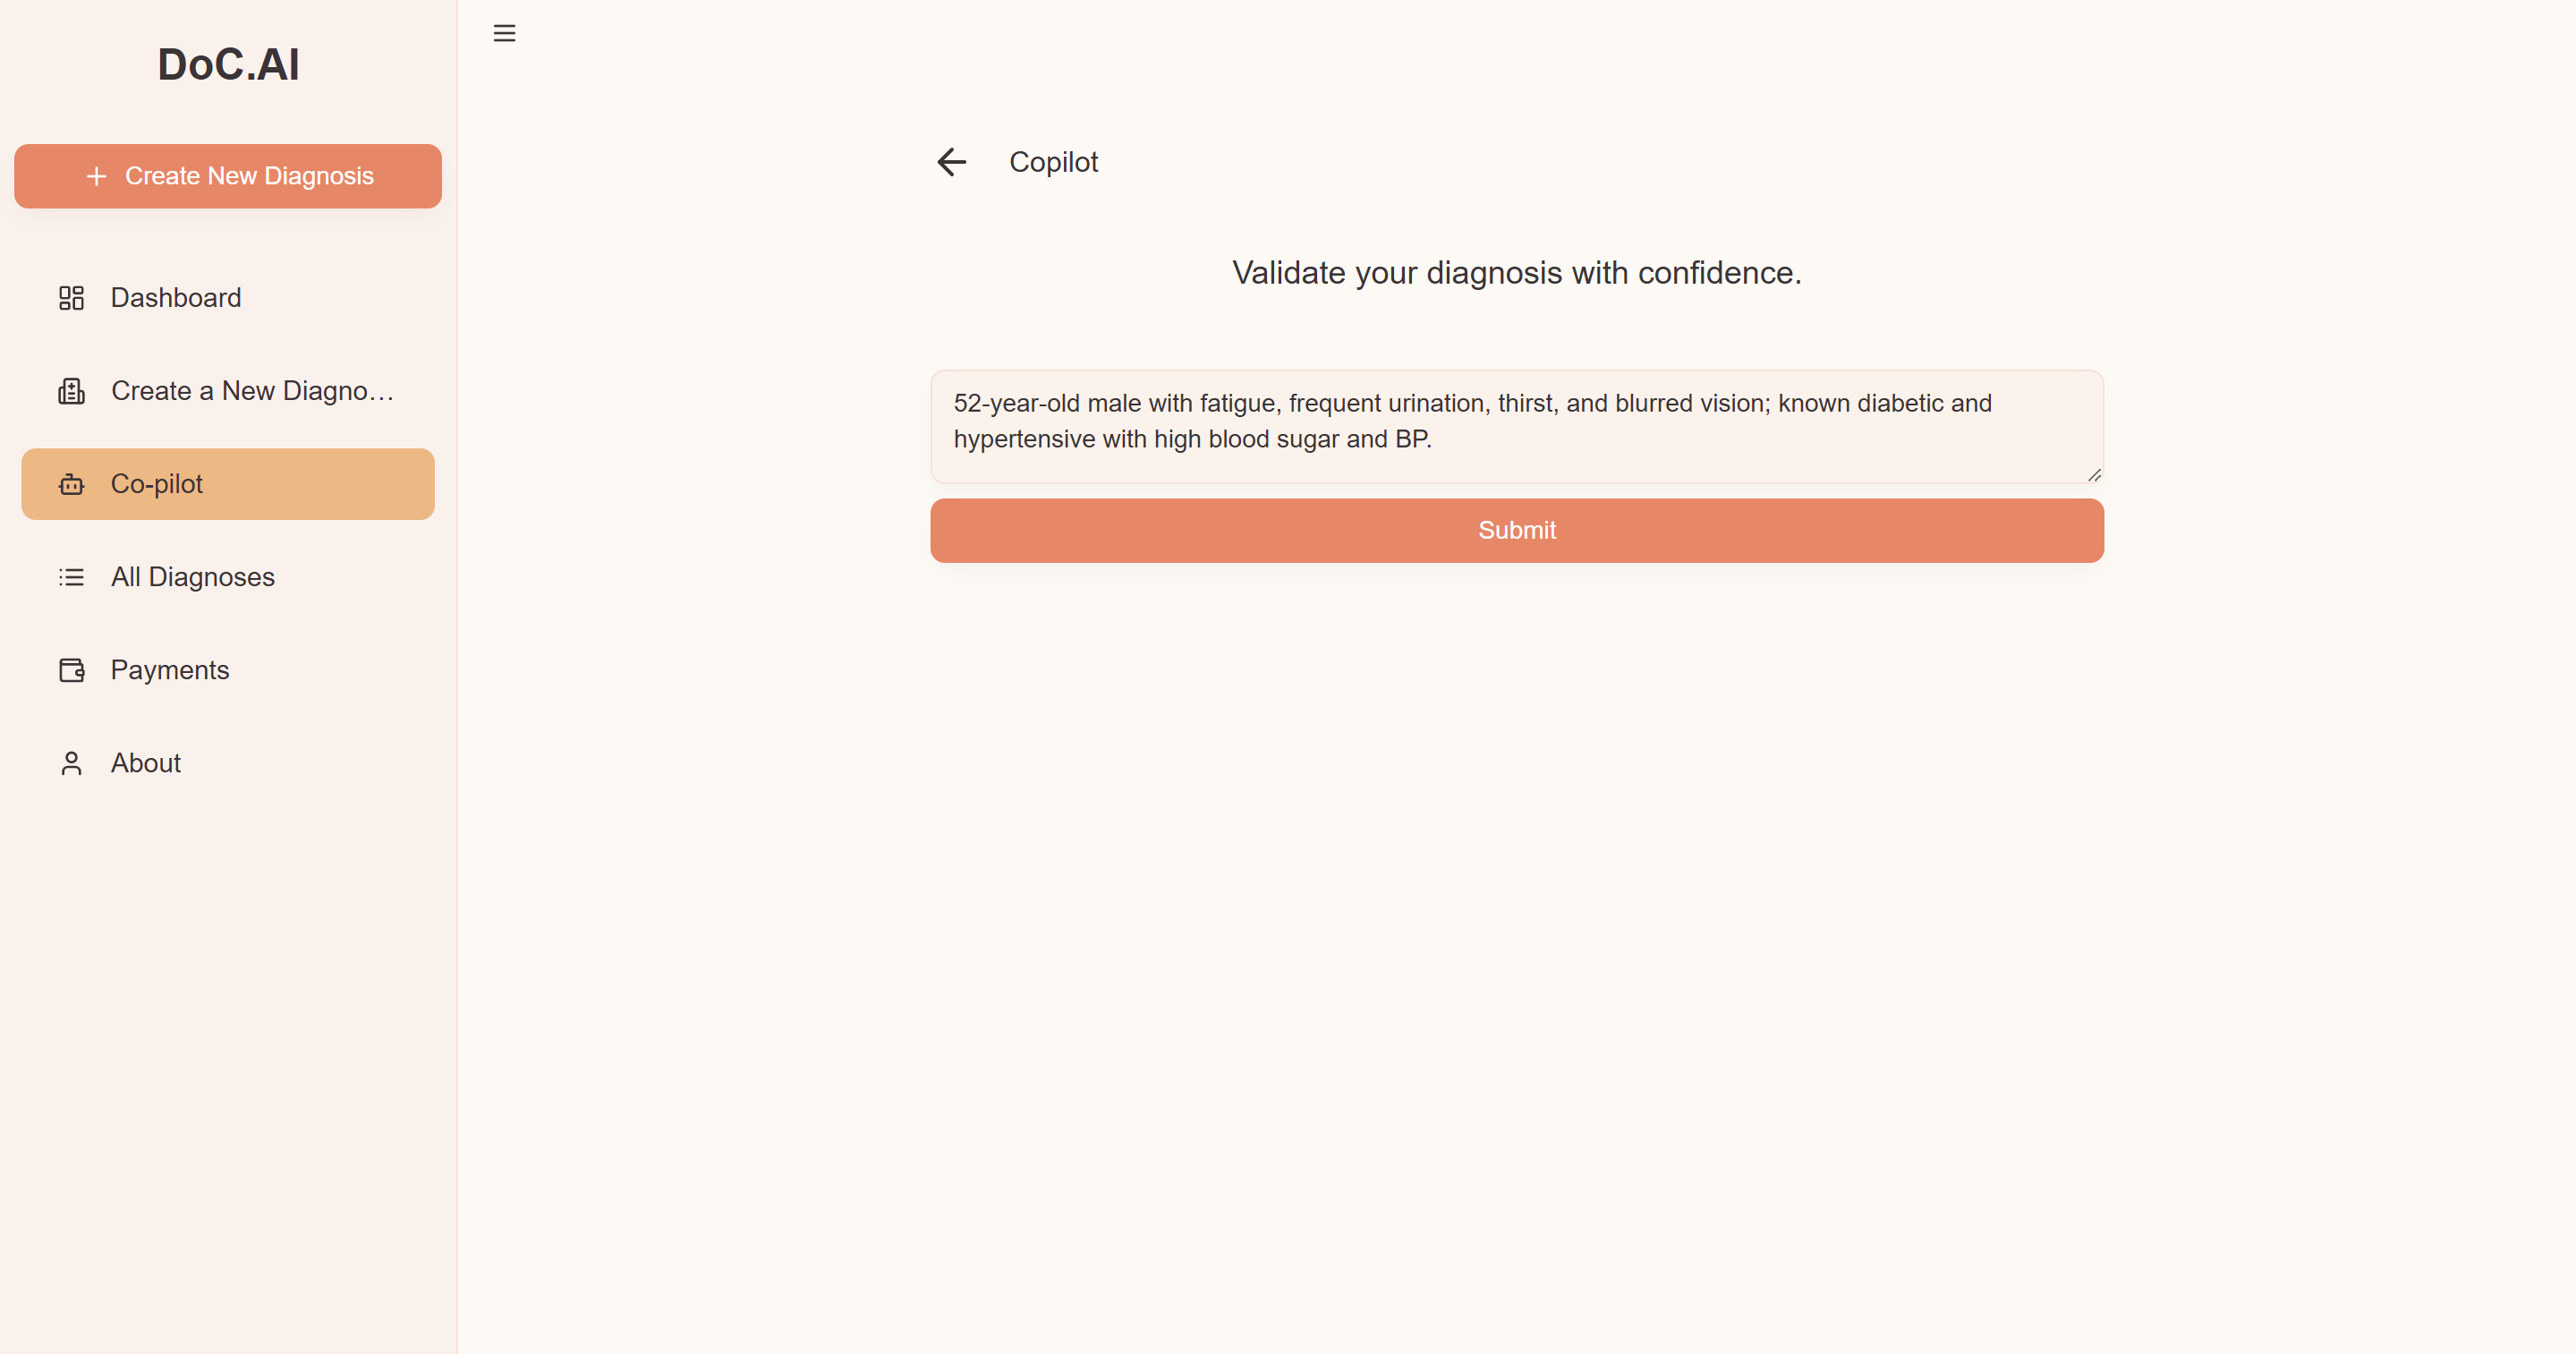 DoC.AI
Create New Diagnosis
Dashboard
Create a New Diagno...
Co-pilot
All Diagnoses
Payments
About
Copilot
Validate your diagnosis with confidence.
52-year-old male with fatigue, frequent urination, thirst, and blurred vision; known diabetic and
hypertensive with high blood sugar and BP.
Submit